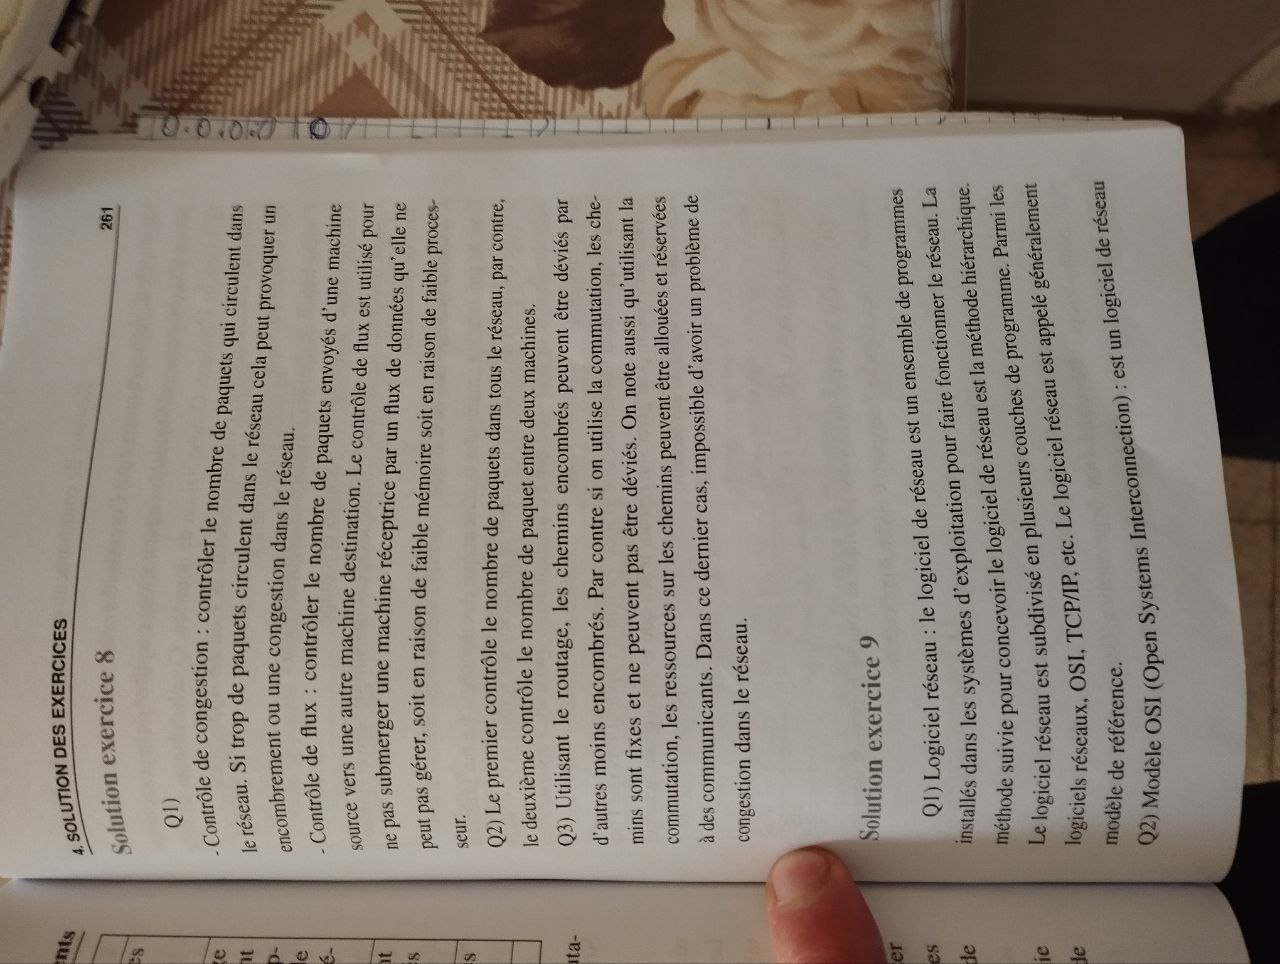 4. SOLUTION DES EXERCICES
261
Solution exercice 8
Q1)
- Contrôle de congestion : contrôler le nombre de paquets qui circulent dans
le réseau. Si trop de paquets circulent dans le réseau cela peut provoquer un
encombrement ou une congestion dans le réseau.
- Contrôle de flux : contrôler le nombre de paquets envoyés d'une machine
source vers une autre machine destination. Le contrôle de flux est utilisé pour
ne pas submerger une machine réceptrice par un flux de données qu'elle ne
peut pas gérer, soit en raison de faible mémoire soit en raison de faible proces-
seur.
Q2) Le premier contrôle le nombre de paquets dans tous le réseau, par contre,
le deuxième contrôle le nombre de paquet entre deux machines.
Q3) Utilisant le routage, les chemins encombrés peuvent être déviés par
d'autres moins encombrés. Par contre si on utilise la commutation, les che-
mins sont fixes et ne peuvent pas être déviés. On note aussi qu'utilisant la
commutation, les ressources sur les chemins peuvent être allouées et réservées
à des communicants. Dans ce dernier cas, impossible d'avoir un problème de
congestion dans le réseau.
Solution exercice 9
Q1) Logiciel réseau : le logiciel de réseau est un ensemble de programmes
installés dans les systèmes d'exploitation pour faire fonctionner le réseau. La
méthode suivie pour concevoir le logiciel de réseau est la méthode hiérarchique.
Le logiciel réseau est subdivisé en plusieurs couches de programme. Parmi les
logiciels réseaux, OSI, TCP/IP, etc. Le logiciel réseau est appelé généralement
modèle de référence.
Q2) Modèle OSI (Open Systems Interconnection) : est un logiciel de réseau